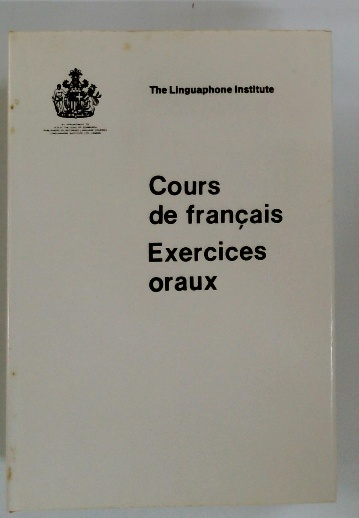 The Linguaphone Institute
Cours
de français
Exercices
oraux